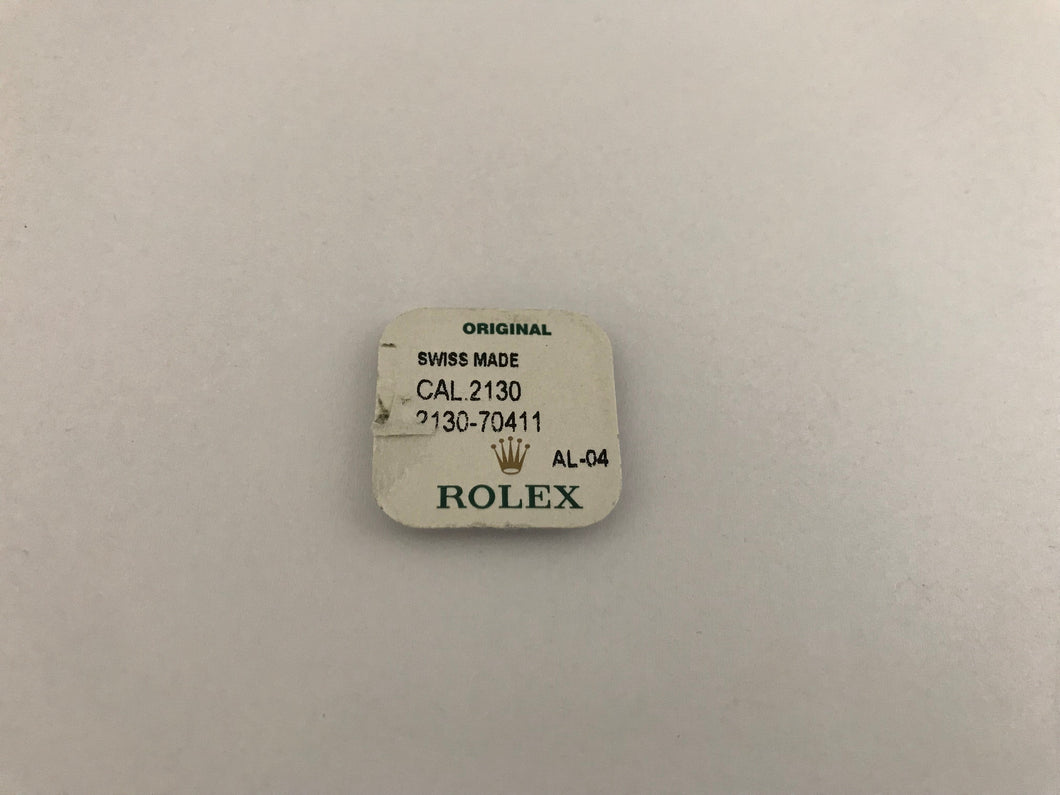 ORIGINAL
SWISS MADE
CAL.2130
2130-70411
AL-04
ROLEX